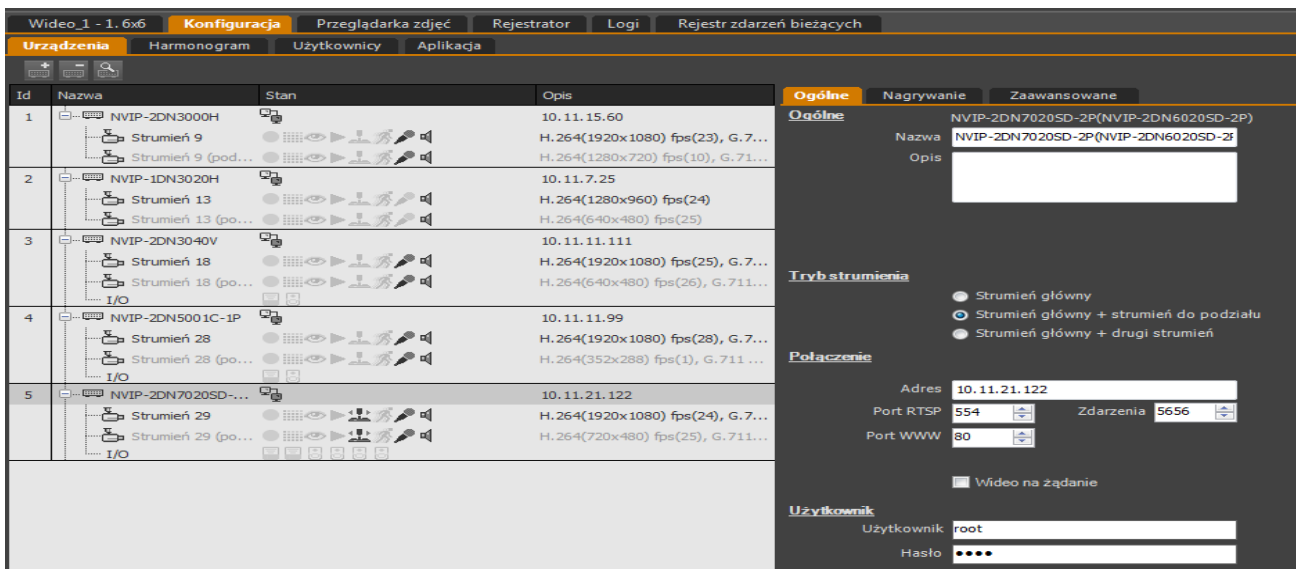 Wideo_1 - 1. 6x6 Konfiguracja Przeglądarka zdjęć Rejestrator Logi Rejestr zdarzeń bieżących
Urządzenia Harmonogram Użytkownicy Aplikacja
Id Nazwa Stan Opis
1 NVIP-2DN3000H 10.11.15.60
Strumień 9 H.264(1920x1080) fps(23), G.7...
Strumień 9 (pod... H.264(1280x720) fps(10), G.71...
2 NVIP-1DN3020H 10.11.7.25
Strumień 13 H.264(1280x960) fps(24)
Strumień 13 (po... H.264(640x480) fps(25)
3 NVIP-2DN3040V 10.11.11.111
Strumień 18 H.264(1920x1080) fps(25), G.7...
Strumień 18 (po... H.264(640x480) fps(26), G.711...
I/O
4 NVIP-2DN5001C-1P 10.11.11.99
Strumień 28 H.264(1920x1080) fps(28), G.7...
Strumień 28 (po... H.264(352x288) fps(1), G.711 ...
I/O
5 NVIP-2DN7020SD-... 10.11.21.122
Strumień 29 H.264(1920x1080) fps(24), G.7...
Strumień 29 (po... H.264(720x480) fps(25), G.711...
I/O
Ogólne Nagrywanie Zaawansowane
Ogólne NVIP-2DN7020SD-2P(NVIP-2DN6020SD-2P)
Nazwa NVIP-2DN7020SD-2P(NVIP-2DN6020SD-2F
Opis
Tryb strumienia
Strumień główny
Strumień główny + strumień do podziału
Strumień główny + drugi strumień
Połączenie
Adres 10.11.21.122
Port RTSP 554 Zdarzenia 5656
Port WWW 80
Wideo na żądanie
Użytkownik
Użytkownik root
Hasło ••••